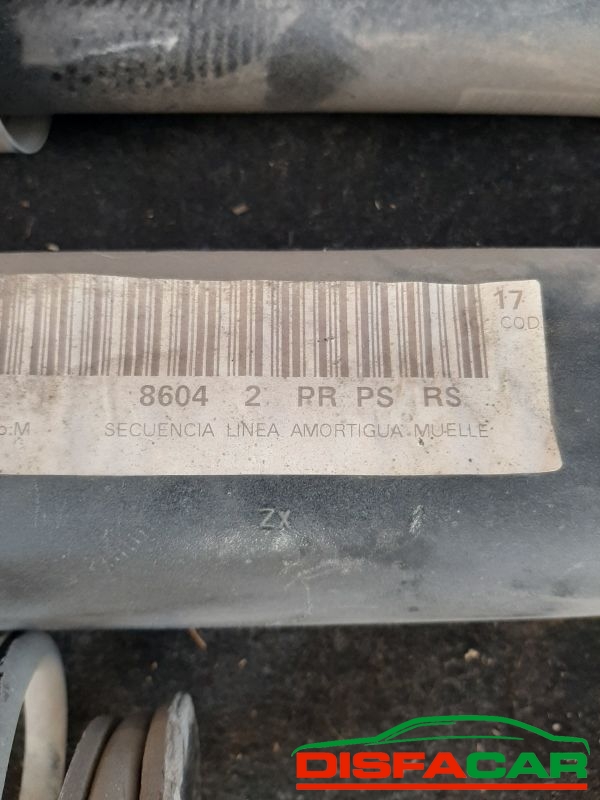 17
COD
8604 2 PR PS RS
SECUENCIA LINEA AMORTIGUA. MUELLE
ZX
DISFACAR